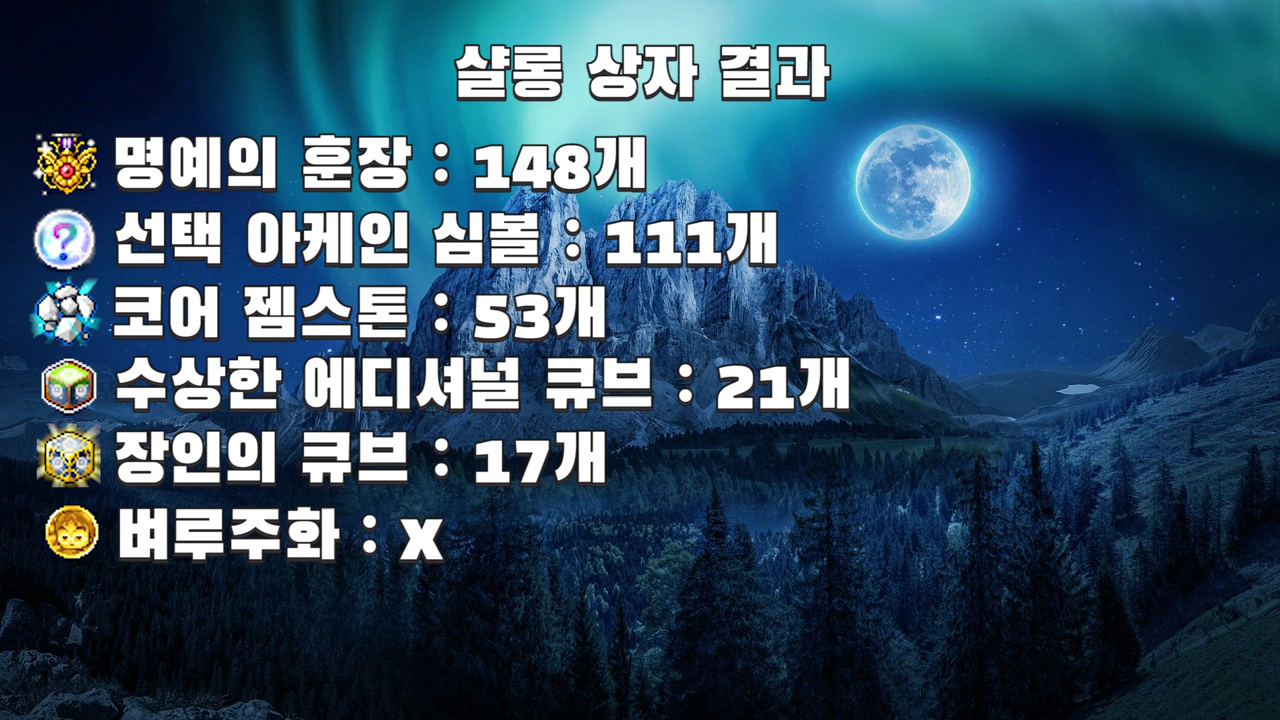 샬롱 상자 결과
명예의 훈장 : 148개
선택 아케인 심볼 : 111개
코어 젬스톤 : 53개
수상한 에디셔널 큐브 : 21개
장인의 큐브 : 17개
벼루주화 : X